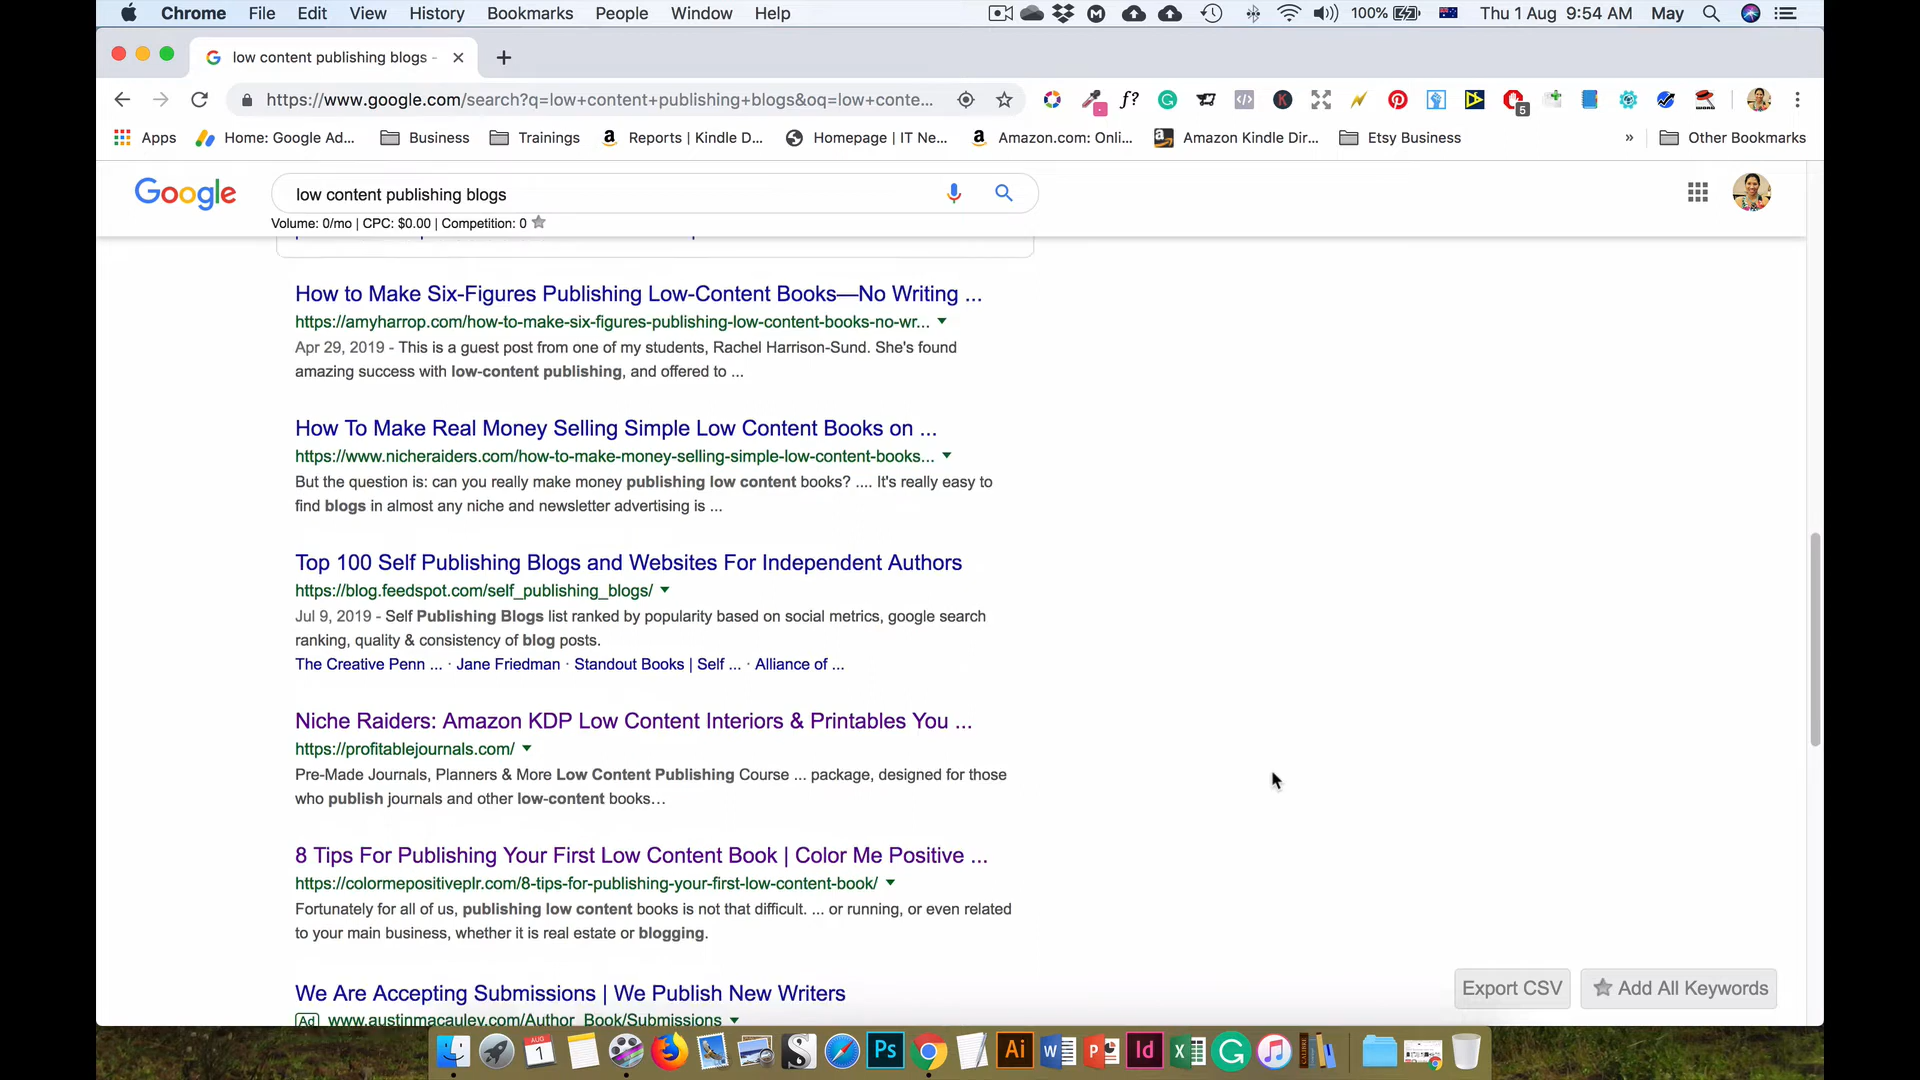 Chrome File Edit View History Bookmarks People Window Help 100% Thu 1 Aug 9:54 AM May
low content publishing blogs -
https://www.google.com/search?q=low+content+publishing+blogs&oq=low+conte... f? 5
Apps Home: Google Ad... Business Trainings Reports | Kindle D... Homepage | IT Ne... Amazon.com: Onli... Amazon Kindle Dir... Etsy Business » Other Bookmarks
Google low content publishing blogs
Volume: 0/mo | CPC: $0.00 | Competition: 0
How to Make Six-Figures Publishing Low-Content Books—No Writing ...
https://amyharrop.com/how-to-make-six-figures-publishing-low-content-books-no-wr...
Apr 29, 2019 - This is a guest post from one of my students, Rachel Harrison-Sund. She's found
amazing success with low-content publishing, and offered to ...
How To Make Real Money Selling Simple Low Content Books on ...
https://www.nicheraiders.com/how-to-make-money-selling-simple-low-content-books...
But the question is: can you really make money publishing low content books? .... It's really easy to
find blogs in almost any niche and newsletter advertising is ...
Top 100 Self Publishing Blogs and Websites For Independent Authors
https://blog.feedspot.com/self_publishing_blogs/
Jul 9, 2019 - Self Publishing Blogs list ranked by popularity based on social metrics, google search
ranking, quality & consistency of blog posts.
The Creative Penn ... · Jane Friedman · Standout Books | Self ... · Alliance of ...
Niche Raiders: Amazon KDP Low Content Interiors & Printables You ...
https://profitablejournals.com/
Pre-Made Journals, Planners & More Low Content Publishing Course ... package, designed for those
who publish journals and other low-content books…
8 Tips For Publishing Your First Low Content Book | Color Me Positive ...
https://colormepositiveplr.com/8-tips-for-publishing-your-first-low-content-book/
Fortunately for all of us, publishing low content books is not that difficult. ... or running, or even related
to your main business, whether it is real estate or blogging.
Export CSV Add All Keywords
We Are Accepting Submissions | We Publish New Writers
Ad www.austinmacauley.com/Author_Book/Submissions
AUG 1 Ps Ai Id